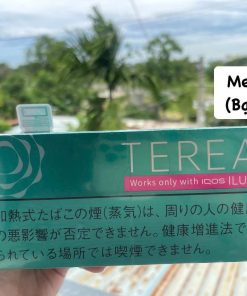 Me
(Bạ
TEREA
Works only with IQOS ILU
加熱式たばこの煙(蒸気)は、周りの人の健
の悪影響が否定できません。健康増進法で
られている場所では喫煙できません。